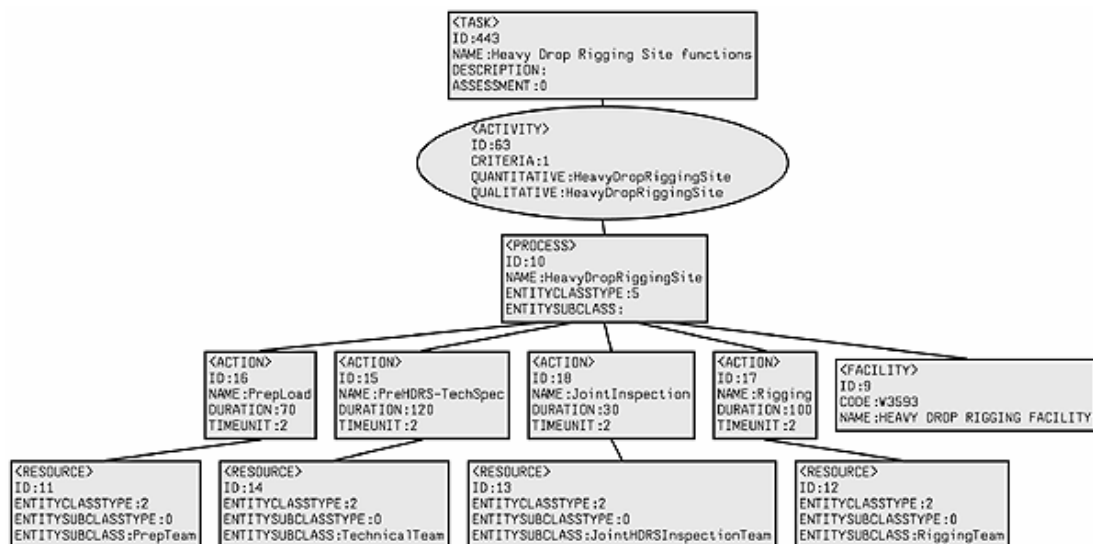 <TASK>
ID:443
NAME:Heavy Drop Rigging Site functions
DESCRIPTION:
ASSESSMENT:0
<ACTIVITY>
ID:63
CRITERIA:1
QUANTITATIVE:HeavyDropRiggingSite
QUALITATIVE:HeavyDropRiggingSite
<PROCESS>
ID:10
NAME:HeavyDropRiggingSite
ENTITYCLASSTYPE:5
ENTITYSUBCLASS:
<ACTION>
ID:16
NAME:PrepLoad
DURATION:70
TIMEUNIT:2
<ACTION>
ID:15
NAME:PreHDRS-TechSpec
DURATION:120
TIMEUNIT:2
<ACTION>
ID:18
NAME:JointInspection
DURATION:30
TIMEUNIT:2
<ACTION>
ID:17
NAME:Rigging
DURATION:100
TIMEUNIT:2
<FACILITY>
ID:9
CODE:W3593
NAME:HEAVY DROP RIGGING FACILITY
<RESOURCE>
ID:11
ENTITYCLASSTYPE:2
ENTITYSUBCLASSTYPE:0
ENTITYSUBCLASS:PrepTeam
<RESOURCE>
ID:14
ENTITYCLASSTYPE:2
ENTITYSUBCLASSTYPE:0
ENTITYSUBCLASS:TechnicalTeam
<RESOURCE>
ID:13
ENTITYCLASSTYPE:2
ENTITYSUBCLASSTYPE:0
ENTITYSUBCLASS:JointHDRSInspectionTeam
<RESOURCE>
ID:12
ENTITYCLASSTYPE:2
ENTITYSUBCLASSTYPE:0
ENTITYSUBCLASS:RiggingTeam